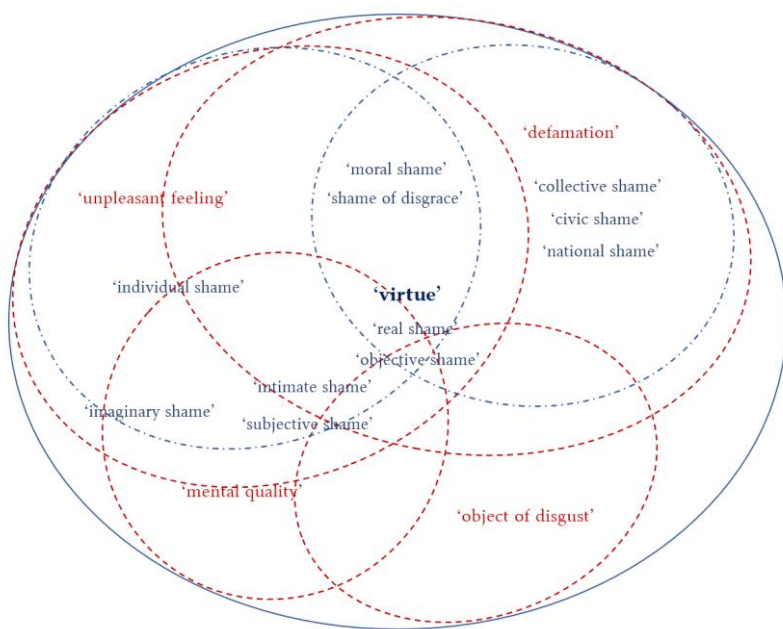 ‘defamation’
‘moral shame’
‘collective shame’
‘unpleasant feeling’
‘shame of disgrace’
‘civic shame’
‘national shame’
‘individual shame’
‘virtue’
‘real shame’
‘objective shame’
‘intimate shame’
‘imaginary shame’
‘subjective shame’
‘mental quality’
‘object of disgust’